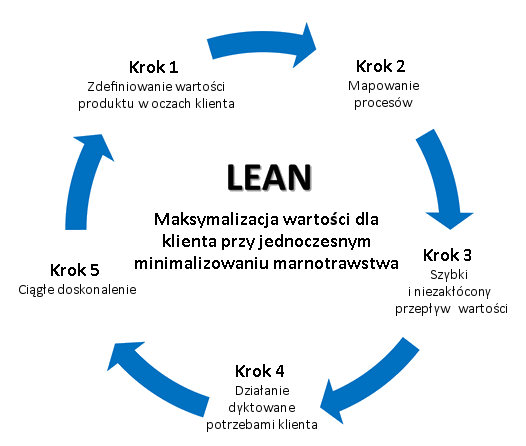 Krok 1
Zdefiniowanie wartości
produktu w oczach klienta
Krok 2
Mapowanie
procesów
LEAN
Maksymalizacja wartości dla
klienta przy jednoczesnym
minimalizowaniu marnotrawstwa
Krok 3
Szybki
i niezakłócony
przepływ wartości
Krok 4
Działanie
dyktowane
potrzebami klienta
Krok 5
Ciągłe doskonalenie